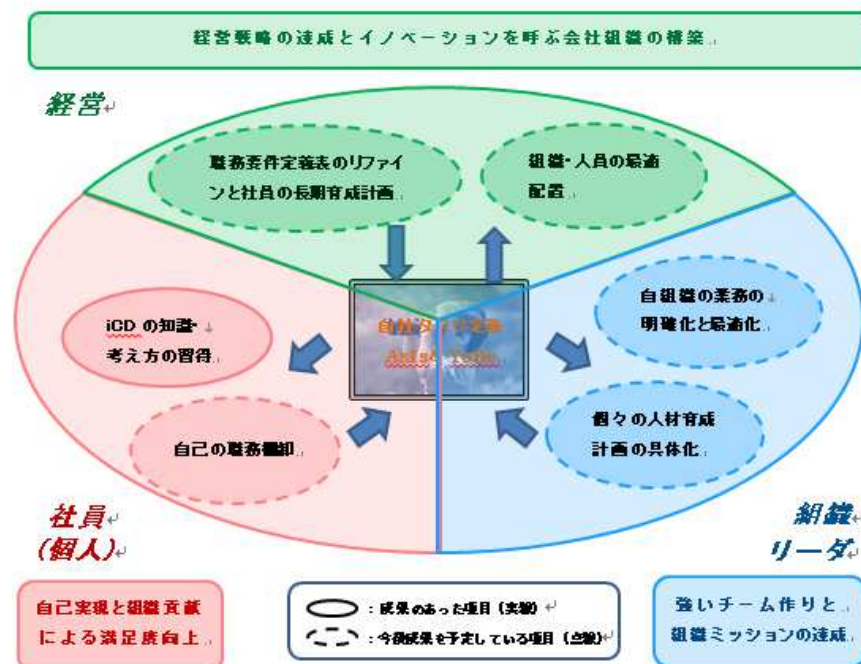 経営戦略の達成とイノベーションを呼ぶ会社組織の構築
経営
職務要件定義表のリファイ
ンと社員の長期育成計画
組織・人員の最適
配置
自組織の業務の
明確化と最適化
iCD の知識・
考え方の習得
自社タスク
個々の人材育成
計画の具体化
自己の職務棚卸
社員
(個人)
組織
リーダ
自己実現と組織貢献
による満足度向上
：成果のあった項目（実線）
：今後成果を予定している項目（点線）
強いチーム作りと
組織ミッションの達成